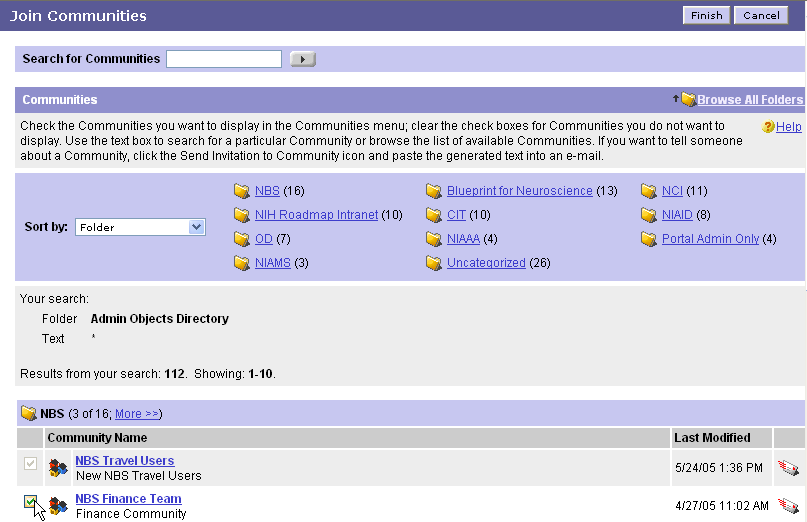 Join Communities
Finish Cancel
Search for Communities
Communities
Browse All Folders
Check the Communities you want to display in the Communities menu; clear the check boxes for Communities you do not want to
display. Use the text box to search for a particular Community or browse the list of available Communities. If you want to tell someone
about a Community, click the Send Invitation to Community icon and paste the generated text into an e-mail.
Help
Sort by: Folder
NBS (16) Blueprint for Neuroscience (13) NCI (11)
NIH Roadmap Intranet (10) CIT (10) NIAID (8)
OD (7) NIAAA (4) Portal Admin Only (4)
NIAMS (3) Uncategorized (26)
Your search:
Folder Admin Objects Directory
Text *
Results from your search: 112. Showing: 1-10.
NBS (3 of 16; More >>)
Community Name Last Modified
NBS Travel Users
New NBS Travel Users
5/24/05 1:36 PM
NBS Finance Team
Finance Community
4/27/05 11:02 AM